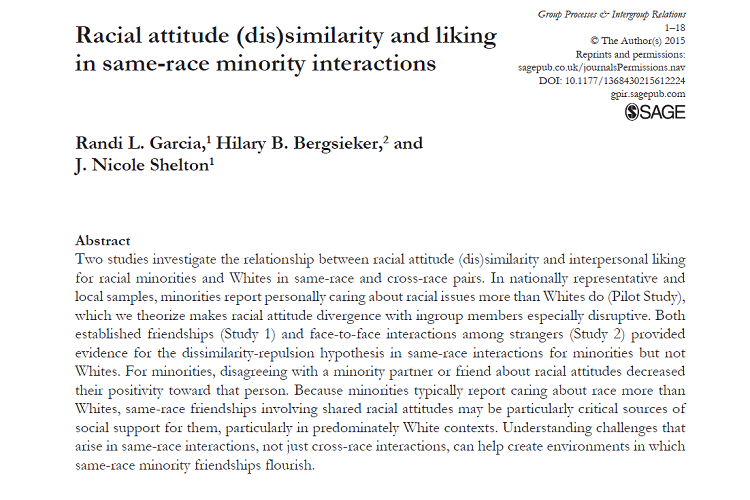 Racial attitude (dis)similarity and liking
in same-race minority interactions
Group Processes & Intergroup Relations
1–18
© The Author(s) 2015
Reprints and permissions:
sagepub.co.uk/journalsPermissions.nav
DOI: 10.1177/1368430215612224
gpir.sagepub.com
SAGE
Randi L. Garcia,1 Hilary B. Bergsieker,2 and
J. Nicole Shelton1
Abstract
Two studies investigate the relationship between racial attitude (dis)similarity and interpersonal liking
for racial minorities and Whites in same-race and cross-race pairs. In nationally representative and
local samples, minorities report personally caring about racial issues more than Whites do (Pilot Study),
which we theorize makes racial attitude divergence with ingroup members especially disruptive. Both
established friendships (Study 1) and face-to-face interactions among strangers (Study 2) provided
evidence for the dissimilarity-repulsion hypothesis in same-race interactions for minorities but not
Whites. For minorities, disagreeing with a minority partner or friend about racial attitudes decreased
their positivity toward that person. Because minorities typically report caring about race more than
Whites, same-race friendships involving shared racial attitudes may be particularly critical sources of
social support for them, particularly in predominately White contexts. Understanding challenges that
arise in same-race interactions, not just cross-race interactions, can help create environments in which
same-race minority friendships flourish.